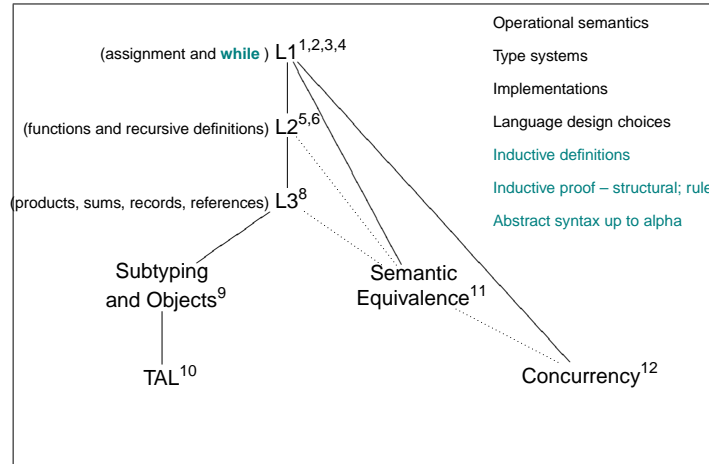 (assignment and while ) L1^1,2,3,4
(functions and recursive definitions) L2^5,6
(products, sums, records, references) L3^8
Subtyping
and Objects^9
Semantic
Equivalence^11
TAL^10
Concurrency^12
Operational semantics
Type systems
Implementations
Language design choices
Inductive definitions
Inductive proof – structural; rule
Abstract syntax up to alpha